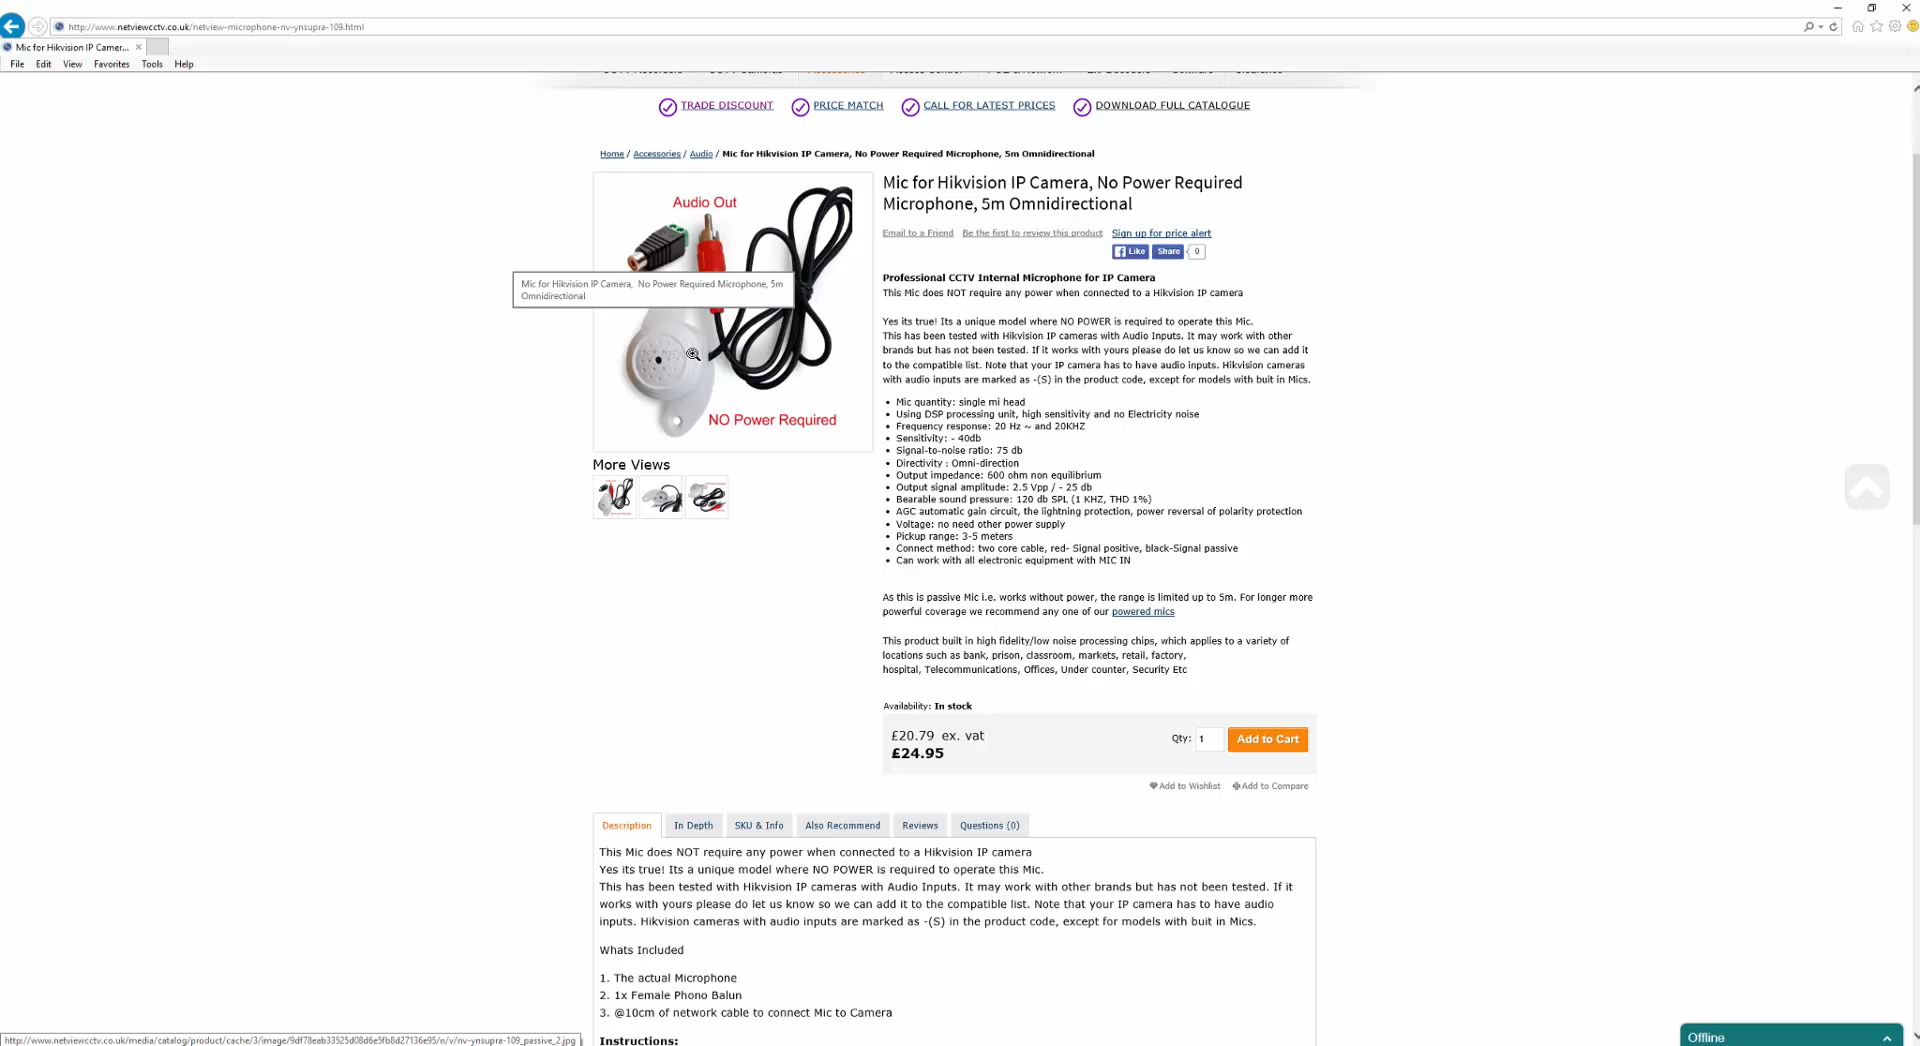 http://www.netviewcctv.co.uk/netview-microphone-nv-ynsupra-109.html
Mic for Hikvision IP Camer...
File Edit View Favorites Tools Help
TRADE DISCOUNT PRICE MATCH CALL FOR LATEST PRICES DOWNLOAD FULL CATALOGUE
Home / Accessories / Audio / Mic for Hikvision IP Camera, No Power Required Microphone, 5m Omnidirectional
Audio Out
Mic for Hikvision IP Camera, No Power Required Microphone, 5m
Omnidirectional
NO Power Required
More Views
Mic for Hikvision IP Camera, No Power Required
Microphone, 5m Omnidirectional
Email to a Friend Be the first to review this product Sign up for price alert
Like Share 0
Professional CCTV Internal Microphone for IP Camera
This Mic does NOT require any power when connected to a Hikvision IP camera
Yes its true! Its a unique model where NO POWER is required to operate this Mic.
This has been tested with Hikvision IP cameras with Audio Inputs. It may work with other
brands but has not been tested. If it works with yours please do let us know so we can add it
to the compatible list. Note that your IP camera has to have audio inputs. Hikvision cameras
with audio inputs are marked as -(S) in the product code, except for models with buit in Mics.
• Mic quantity: single mi head
• Using DSP processing unit, high sensitivity and no Electricity noise
• Frequency response: 20 Hz ~ and 20KHZ
• Sensitivity: - 40db
• Signal-to-noise ratio: 75 db
• Directivity : Omni-direction
• Output impedance: 600 ohm non equilibrium
• Output signal amplitude: 2.5 Vpp / - 25 db
• Bearable sound pressure: 120 db SPL (1 KHZ, THD 1%)
• AGC automatic gain circuit, the lightning protection, power reversal of polarity protection
• Voltage: no need other power supply
• Pickup range: 3-5 meters
• Connect method: two core cable, red- Signal positive, black-Signal passive
• Can work with all electronic equipment with MIC IN
As this is passive Mic i.e. works without power, the range is limited up to 5m. For longer more
powerful coverage we recommend any one of our powered mics
This product built in high fidelity/low noise processing chips, which applies to a variety of
locations such as bank, prison, classroom, markets, retail, factory,
hospital, Telecommunications, Offices, Under counter, Security Etc
Availability: In stock
£20.79 ex. vat
£24.95
Qty: 1 Add to Cart
Add to Wishlist Add to Compare
Description In Depth SKU & Info Also Recommend Reviews Questions (0)
This Mic does NOT require any power when connected to a Hikvision IP camera
Yes its true! Its a unique model where NO POWER is required to operate this Mic.
This has been tested with Hikvision IP cameras with Audio Inputs. It may work with other brands but has not been tested. If it
works with yours please do let us know so we can add it to the compatible list. Note that your IP camera has to have audio
inputs. Hikvision cameras with audio inputs are marked as -(S) in the product code, except for models with buit in Mics.
Whats Included
1. The actual Microphone
2. 1x Female Phono Balun
3. @10cm of network cable to connect Mic to Camera
Instructions:
Offline
http://www.netviewcctv.co.uk/media/catalog/product/cache/3/image/9df78eab33525d08d6e5fb8d27136e95/n/v/nv-ynsupra-109_passive_2.jpg